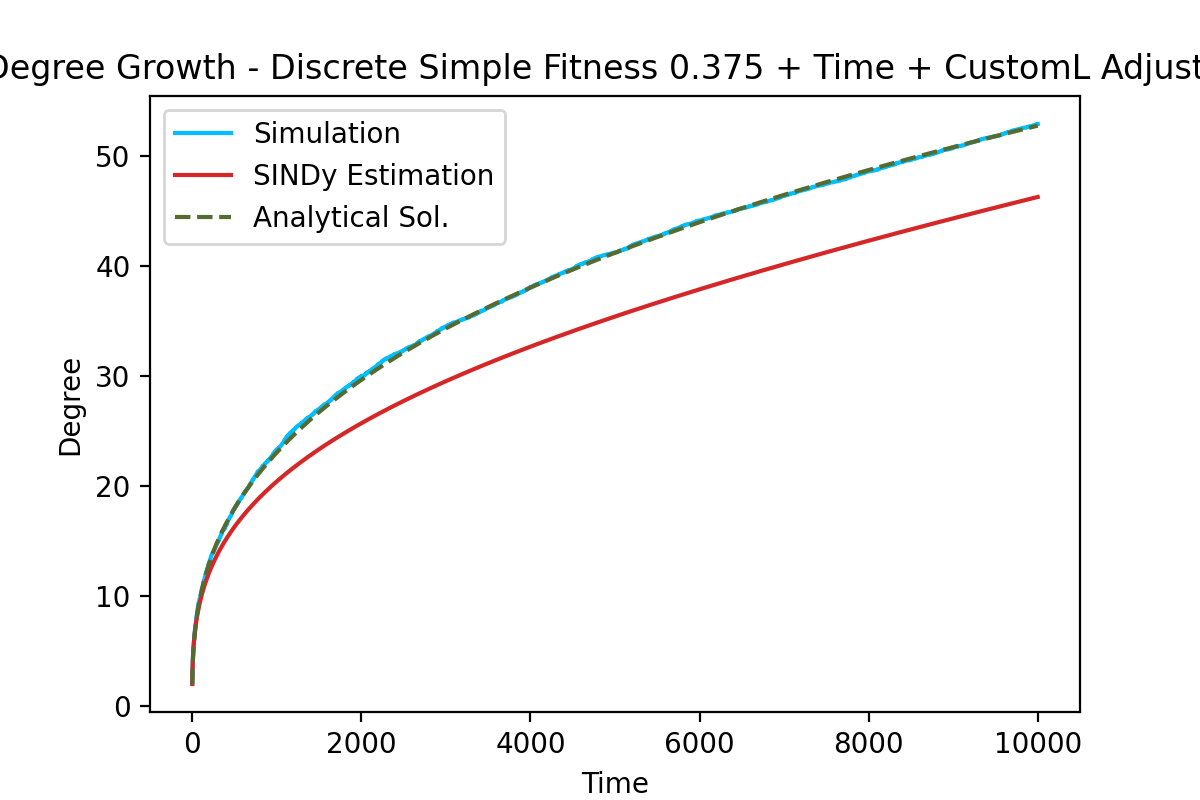 Degree Growth - Discrete Simple Fitness 0.375 + Time + CustomL Adjust
Simulation
SINDy Estimation
Analytical Sol.
Degree
50
40
30
20
10
0
0 2000 4000 6000 8000 10000
Time